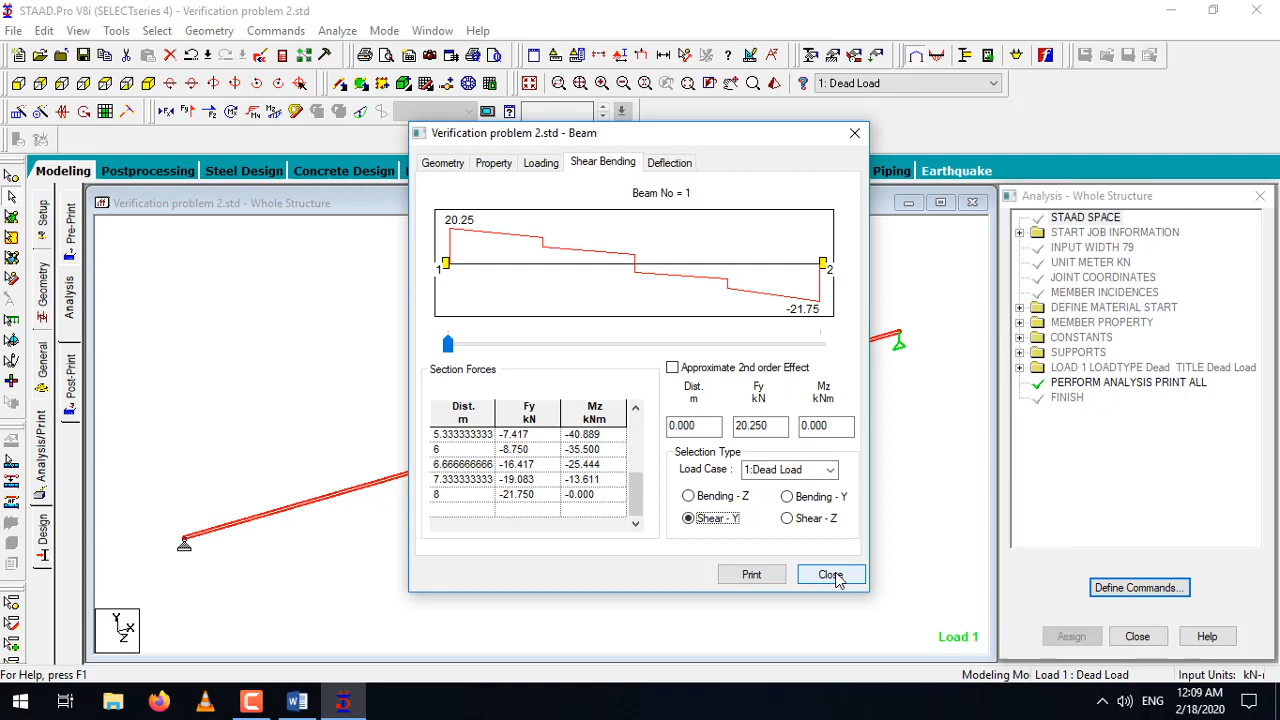 STAAD.Pro V8i (SELECTseries 4) - Verification problem 2.std
File Edit View Tools Select Geometry Commands Analyze Mode Window Help
1: Dead Load
Modeling Postprocessing Steel Design Concrete Design Piping Earthquake
Verification problem 2.std - Whole Structure
Setup
Geometry
General
Analysis/Print
Design
Pre-Print
Analysis
Post-Print
Load 1
Verification problem 2.std - Beam
Geometry Property Loading Shear Bending Deflection
Beam No = 1
20.25
1
2
-21.75
Section Forces
Dist. Fy Mz
m kN kNm
5.333333333 -7.417 -40.889
6 -8.750 -35.500
6.666666666 -16.417 -25.444
7.333333333 -19.083 -13.611
8 -21.750 -0.000
Approximate 2nd order Effect
Dist. Fy Mz
m kN kNm
0.000 20.250 0.000
Selection Type
Load Case : 1:Dead Load
Bending - Z Bending - Y
Shear - Y Shear - Z
Print Close
Analysis - Whole Structure
STAAD SPACE
START JOB INFORMATION
INPUT WIDTH 79
UNIT METER KN
JOINT COORDINATES
MEMBER INCIDENCES
DEFINE MATERIAL START
MEMBER PROPERTY
CONSTANTS
SUPPORTS
LOAD 1 LOADTYPE Dead TITLE Dead Load
PERFORM ANALYSIS PRINT ALL
FINISH
Define Commands...
Assign Close Help
Y X Z
For Help, press F1
Modeling Mo Load 1 : Dead Load Input Units: kN-
ENG
12:09 AM
2/18/2020